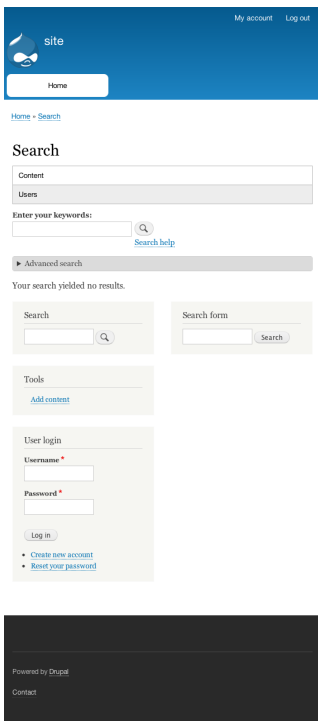 My account Log out
site
Home
Home » Search
Search
Content
Users
Enter your keywords:
Search help
► Advanced search
Your search yielded no results.
Search
Search form
Search
Tools
Add content
User login
Username *
Password *
Log in
• Create new account
• Reset your password
Powered by Drupal
Contact